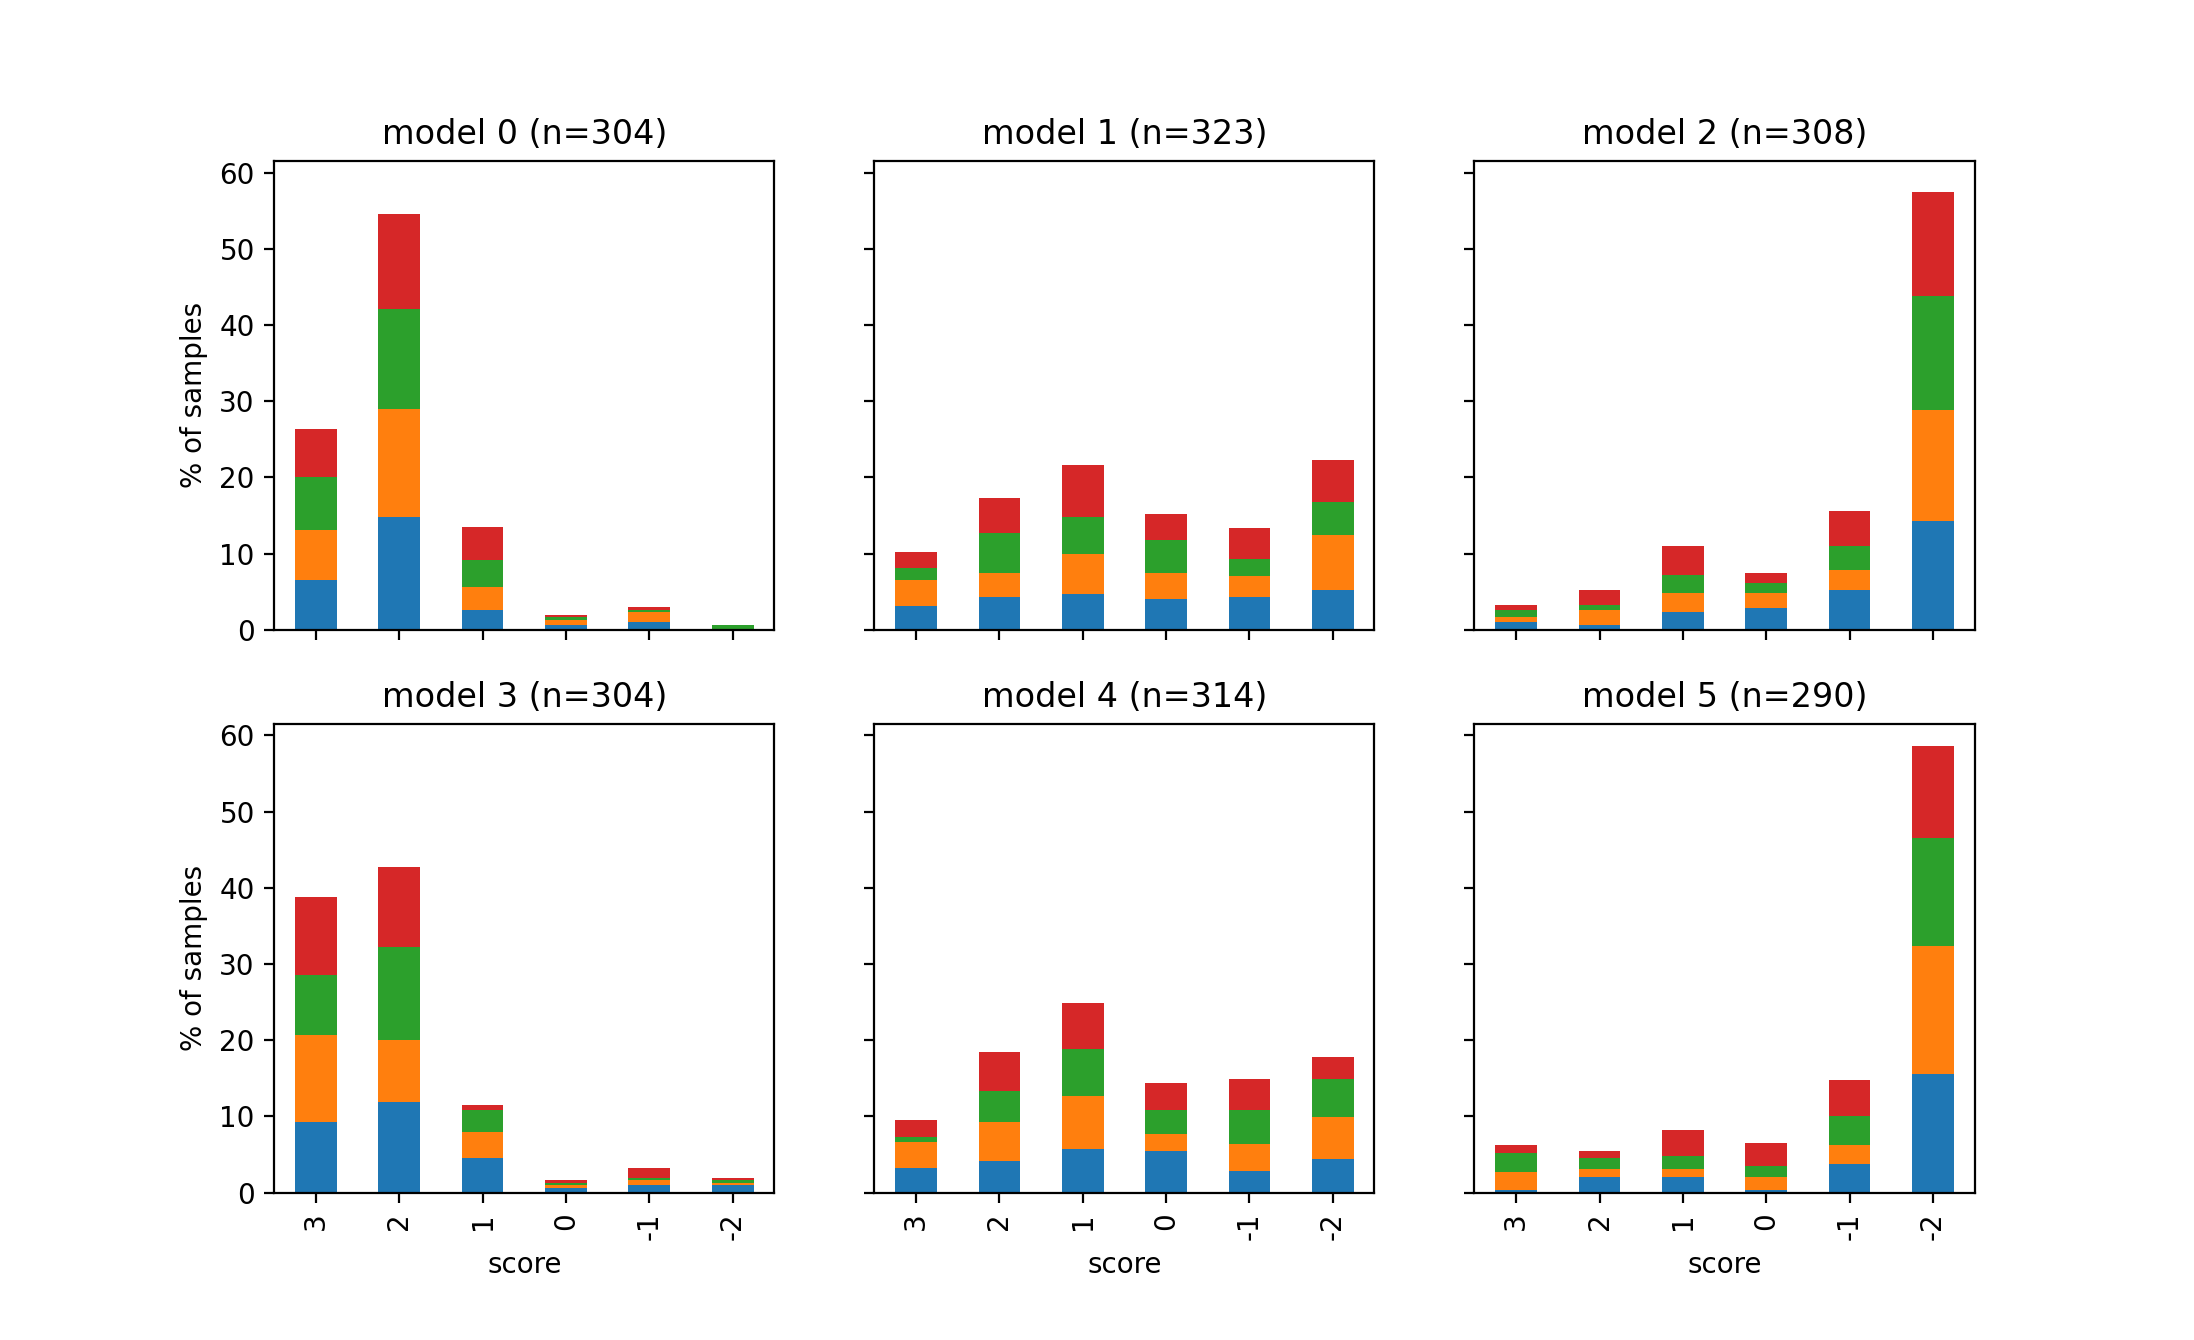 model 0 (n=304)
model 1 (n=323)
model 2 (n=308)
% of samples
60
50
40
30
20
10
0
model 3 (n=304)
model 4 (n=314)
model 5 (n=290)
% of samples
60
50
40
30
20
10
0
3 2 1 0 -1 -2
3 2 1 0 -1 -2
3 2 1 0 -1 -2
score
score
score